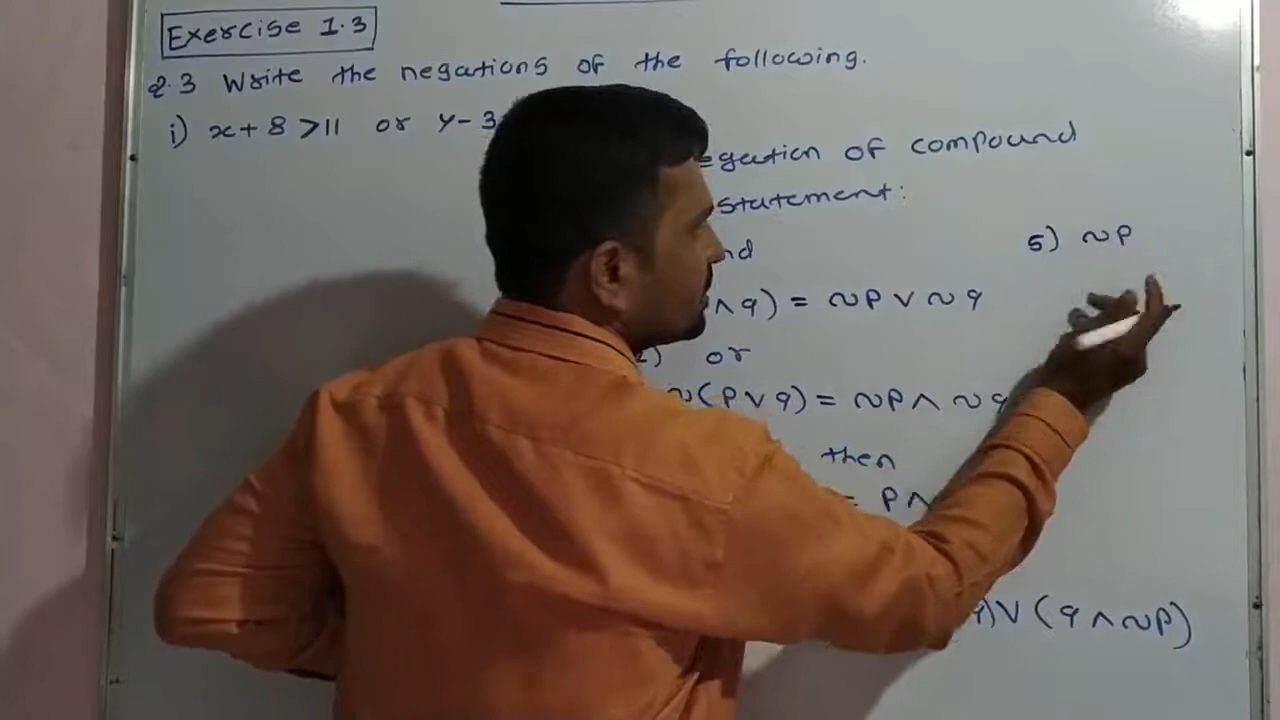 Exercise 1.3
Q.3 Write the negations of the following.
i) x + 8 > 11 or y - 3
egation of compound
statement:
nd
5) ~p
∧ q) = ~p ∨ ~q
or
~(p ∨ q) = ~p ∧ ~q
then
= p ∧
q) ∨ (q ∧ ~p)